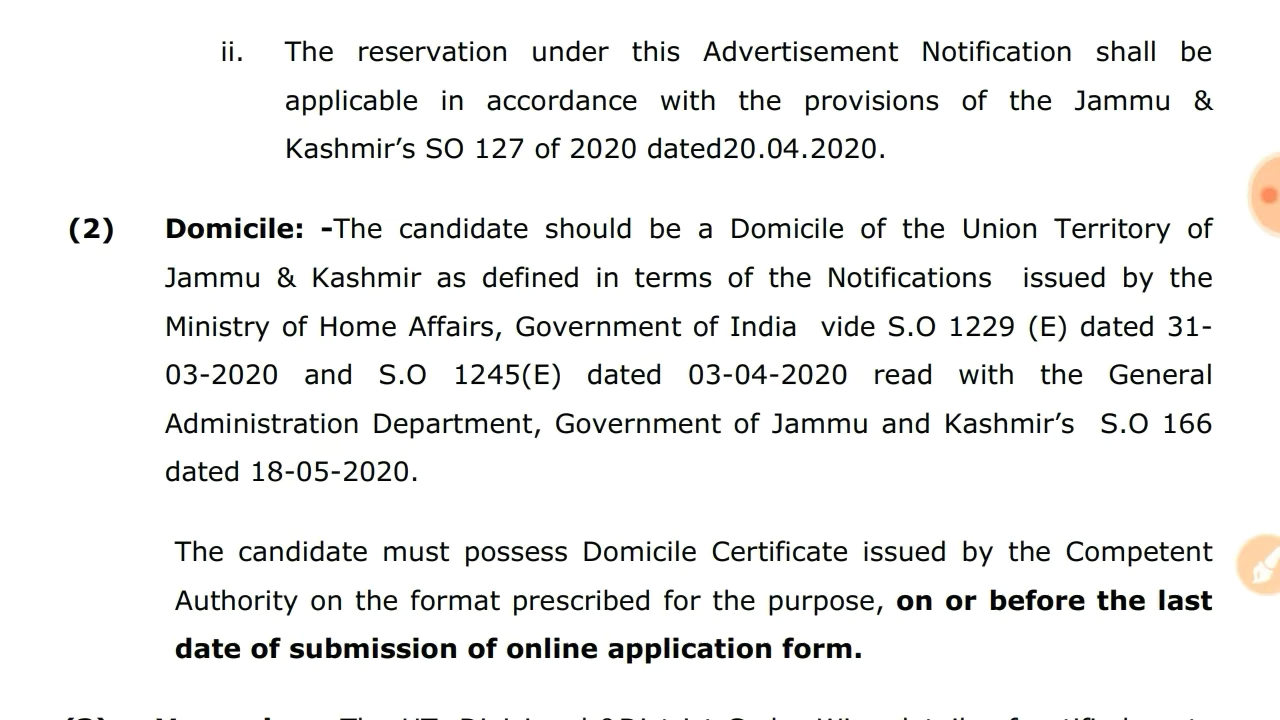 ii. The reservation under this Advertisement Notification shall be
applicable in accordance with the provisions of the Jammu &
Kashmir’s SO 127 of 2020 dated20.04.2020.
(2) Domicile: -The candidate should be a Domicile of the Union Territory of
Jammu & Kashmir as defined in terms of the Notifications issued by the
Ministry of Home Affairs, Government of India vide S.O 1229 (E) dated 31-
03-2020 and S.O 1245(E) dated 03-04-2020 read with the General
Administration Department, Government of Jammu and Kashmir’s S.O 166
dated 18-05-2020.
The candidate must possess Domicile Certificate issued by the Competent
Authority on the format prescribed for the purpose, on or before the last
date of submission of online application form.